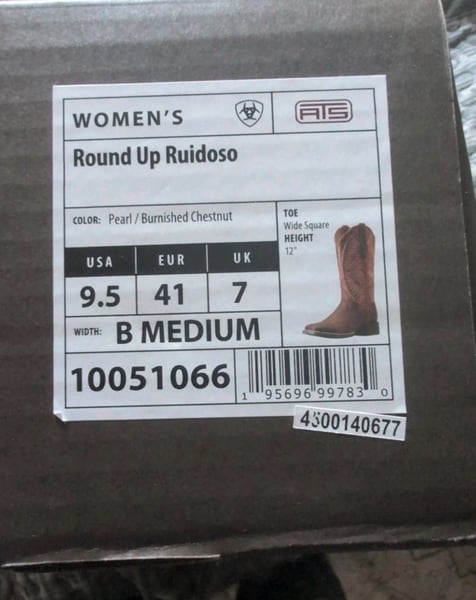 WOMEN'S
ATS
Round Up Ruidoso
COLOR: Pearl / Burnished Chestnut
TOE
Wide Square
HEIGHT
12"
USA EUR UK
9.5 41 7
WIDTH: B MEDIUM
10051066
1 95696 99783 0
4500140677